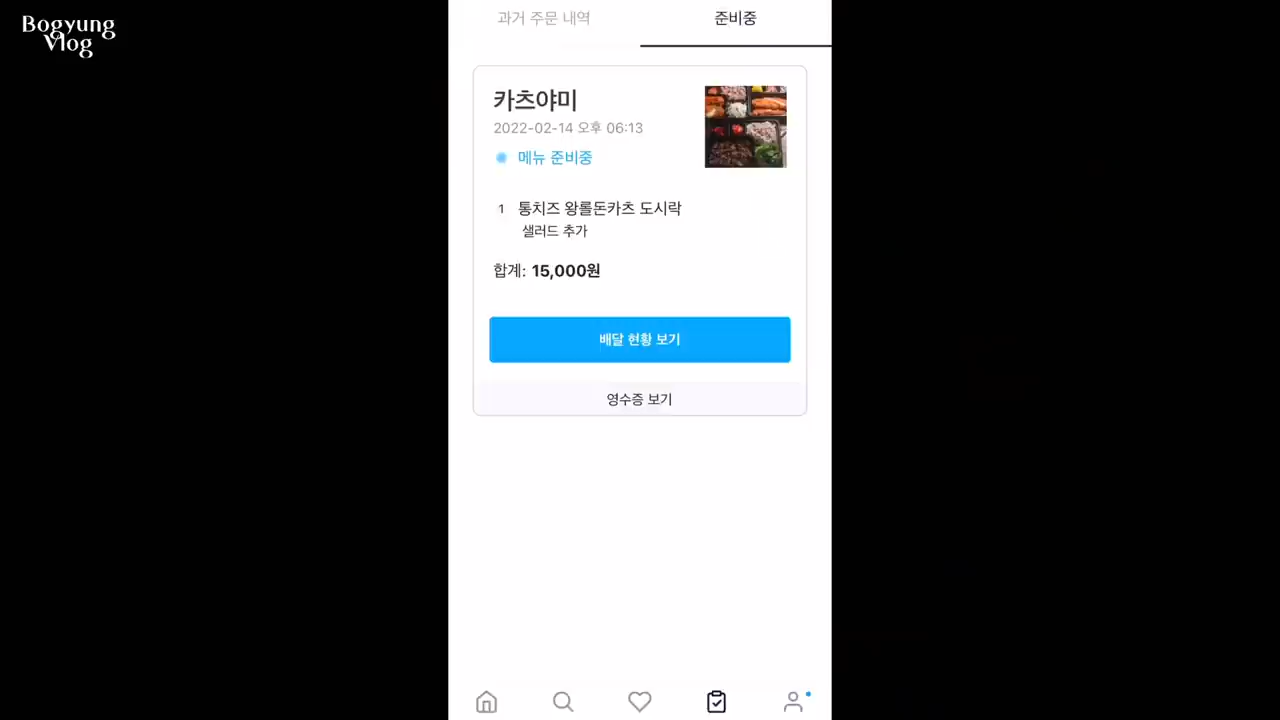 Bogyung
Vlog
과거 주문 내역
준비중
카츠야미
2022-02-14 오후 06:13
메뉴 준비중
1 통치즈 왕롤돈카츠 도시락
샐러드 추가
합계: 15,000원
배달 현황 보기
영수증 보기